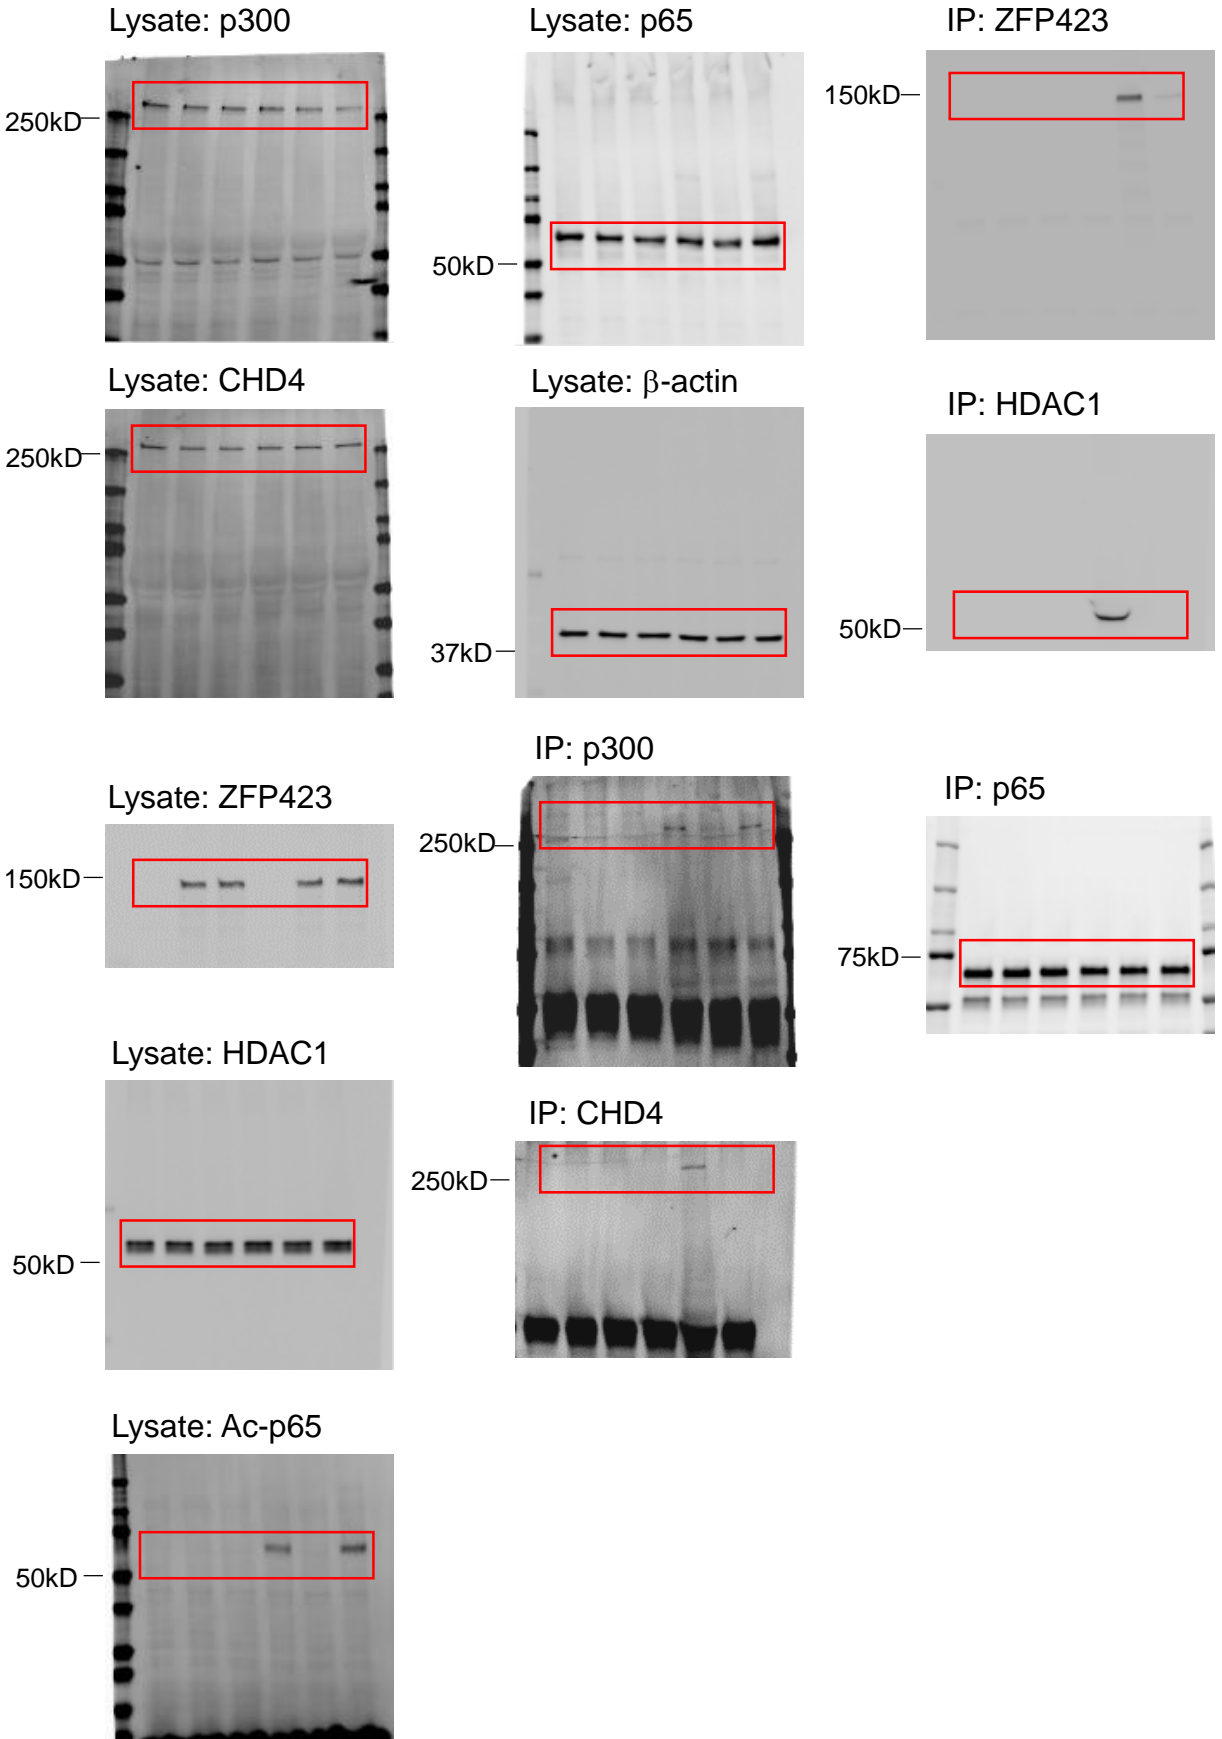 Lysate: p300
250kD
Lysate: p65
50kD
IP: ZFP423
150kD
Lysate: CHD4
250kD
Lysate: β-actin
37kD
IP: HDAC1
50kD
Lysate: ZFP423
150kD
IP: p300
250kD
IP: p65
75kD
Lysate: HDAC1
50kD
IP: CHD4
250kD
Lysate: Ac-p65
50kD